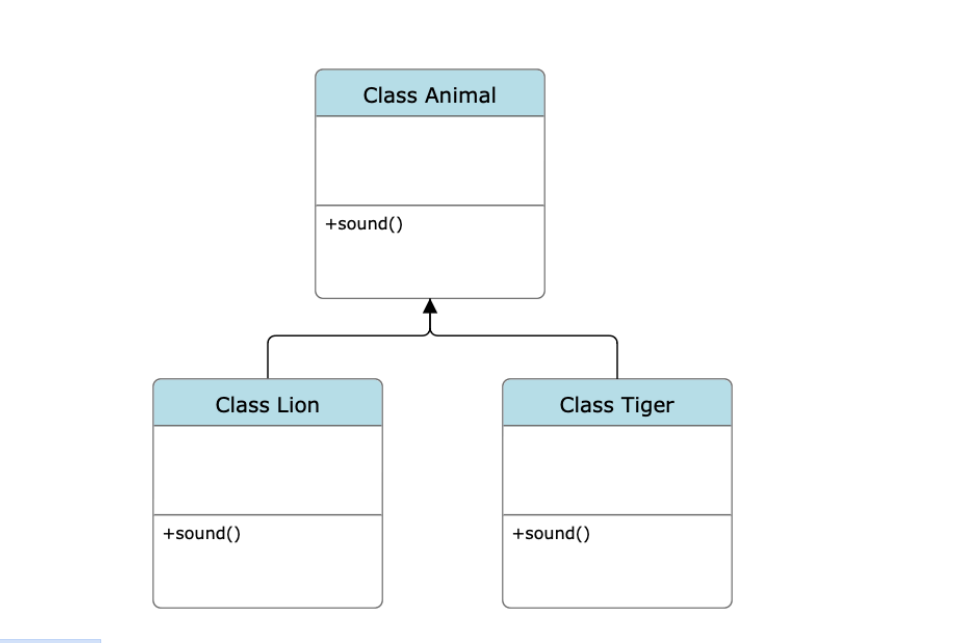 Class Animal
+sound()
Class Lion
Class Tiger
+sound()
+sound()